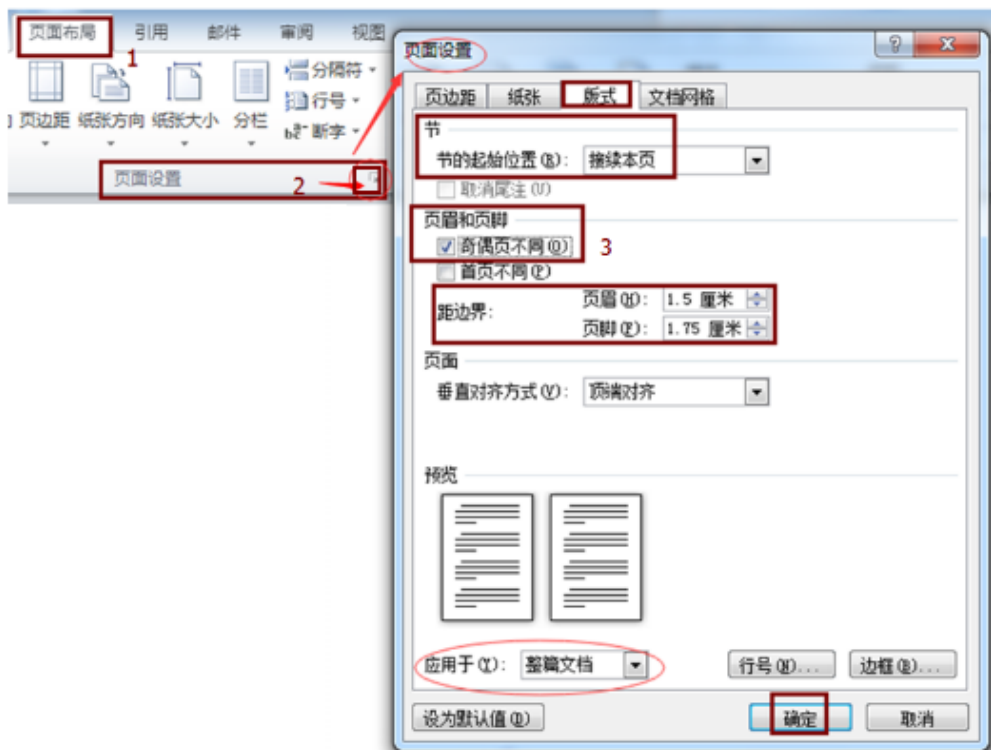 页面布局 引用 邮件 审阅 视图
1
页边距 纸张方向 纸张大小 分栏
分隔符
行号
断字
页面设置 2
页面设置
页边距 纸张 版式 文档网格
节
节的起始位置(R): 接续本页
取消尾注(U)
页眉和页脚
奇偶页不同(O) 3
首页不同(P)
距边界:
页眉(H): 1.5 厘米
页脚(F): 1.75 厘米
页面
垂直对齐方式(V): 顶端对齐
预览
应用于(Y): 整篇文档
行号(N)... 边框(B)...
设为默认值(D) 确定 取消